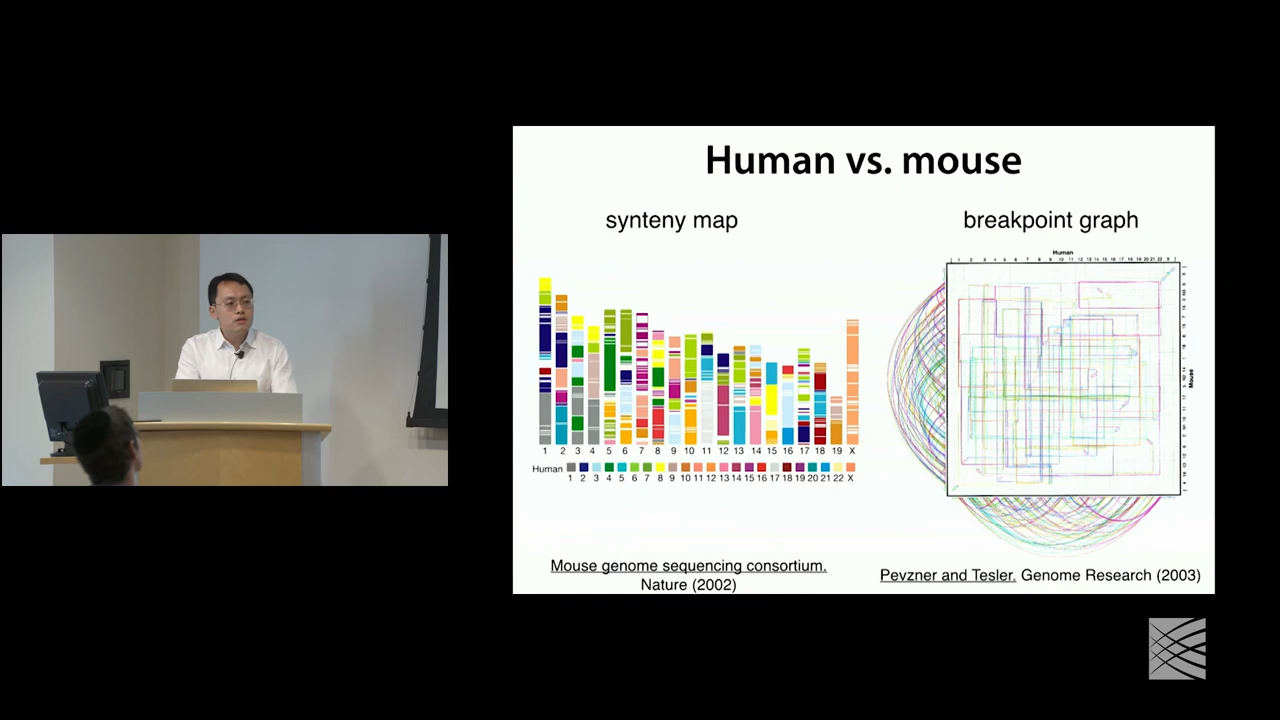 Human vs. mouse
synteny map
breakpoint graph
Human
1 2 3 4 5 6 7 8 9 10 11 12 13 14 15 16 17 18 19 X
Human 1 2 3 4 5 6 7 8 9 10 11 12 13 14 15 16 17 18 19 20 21 22 X
Mouse
Mouse genome sequencing consortium.
Nature (2002)
Pevzner and Tesler. Genome Research (2003)